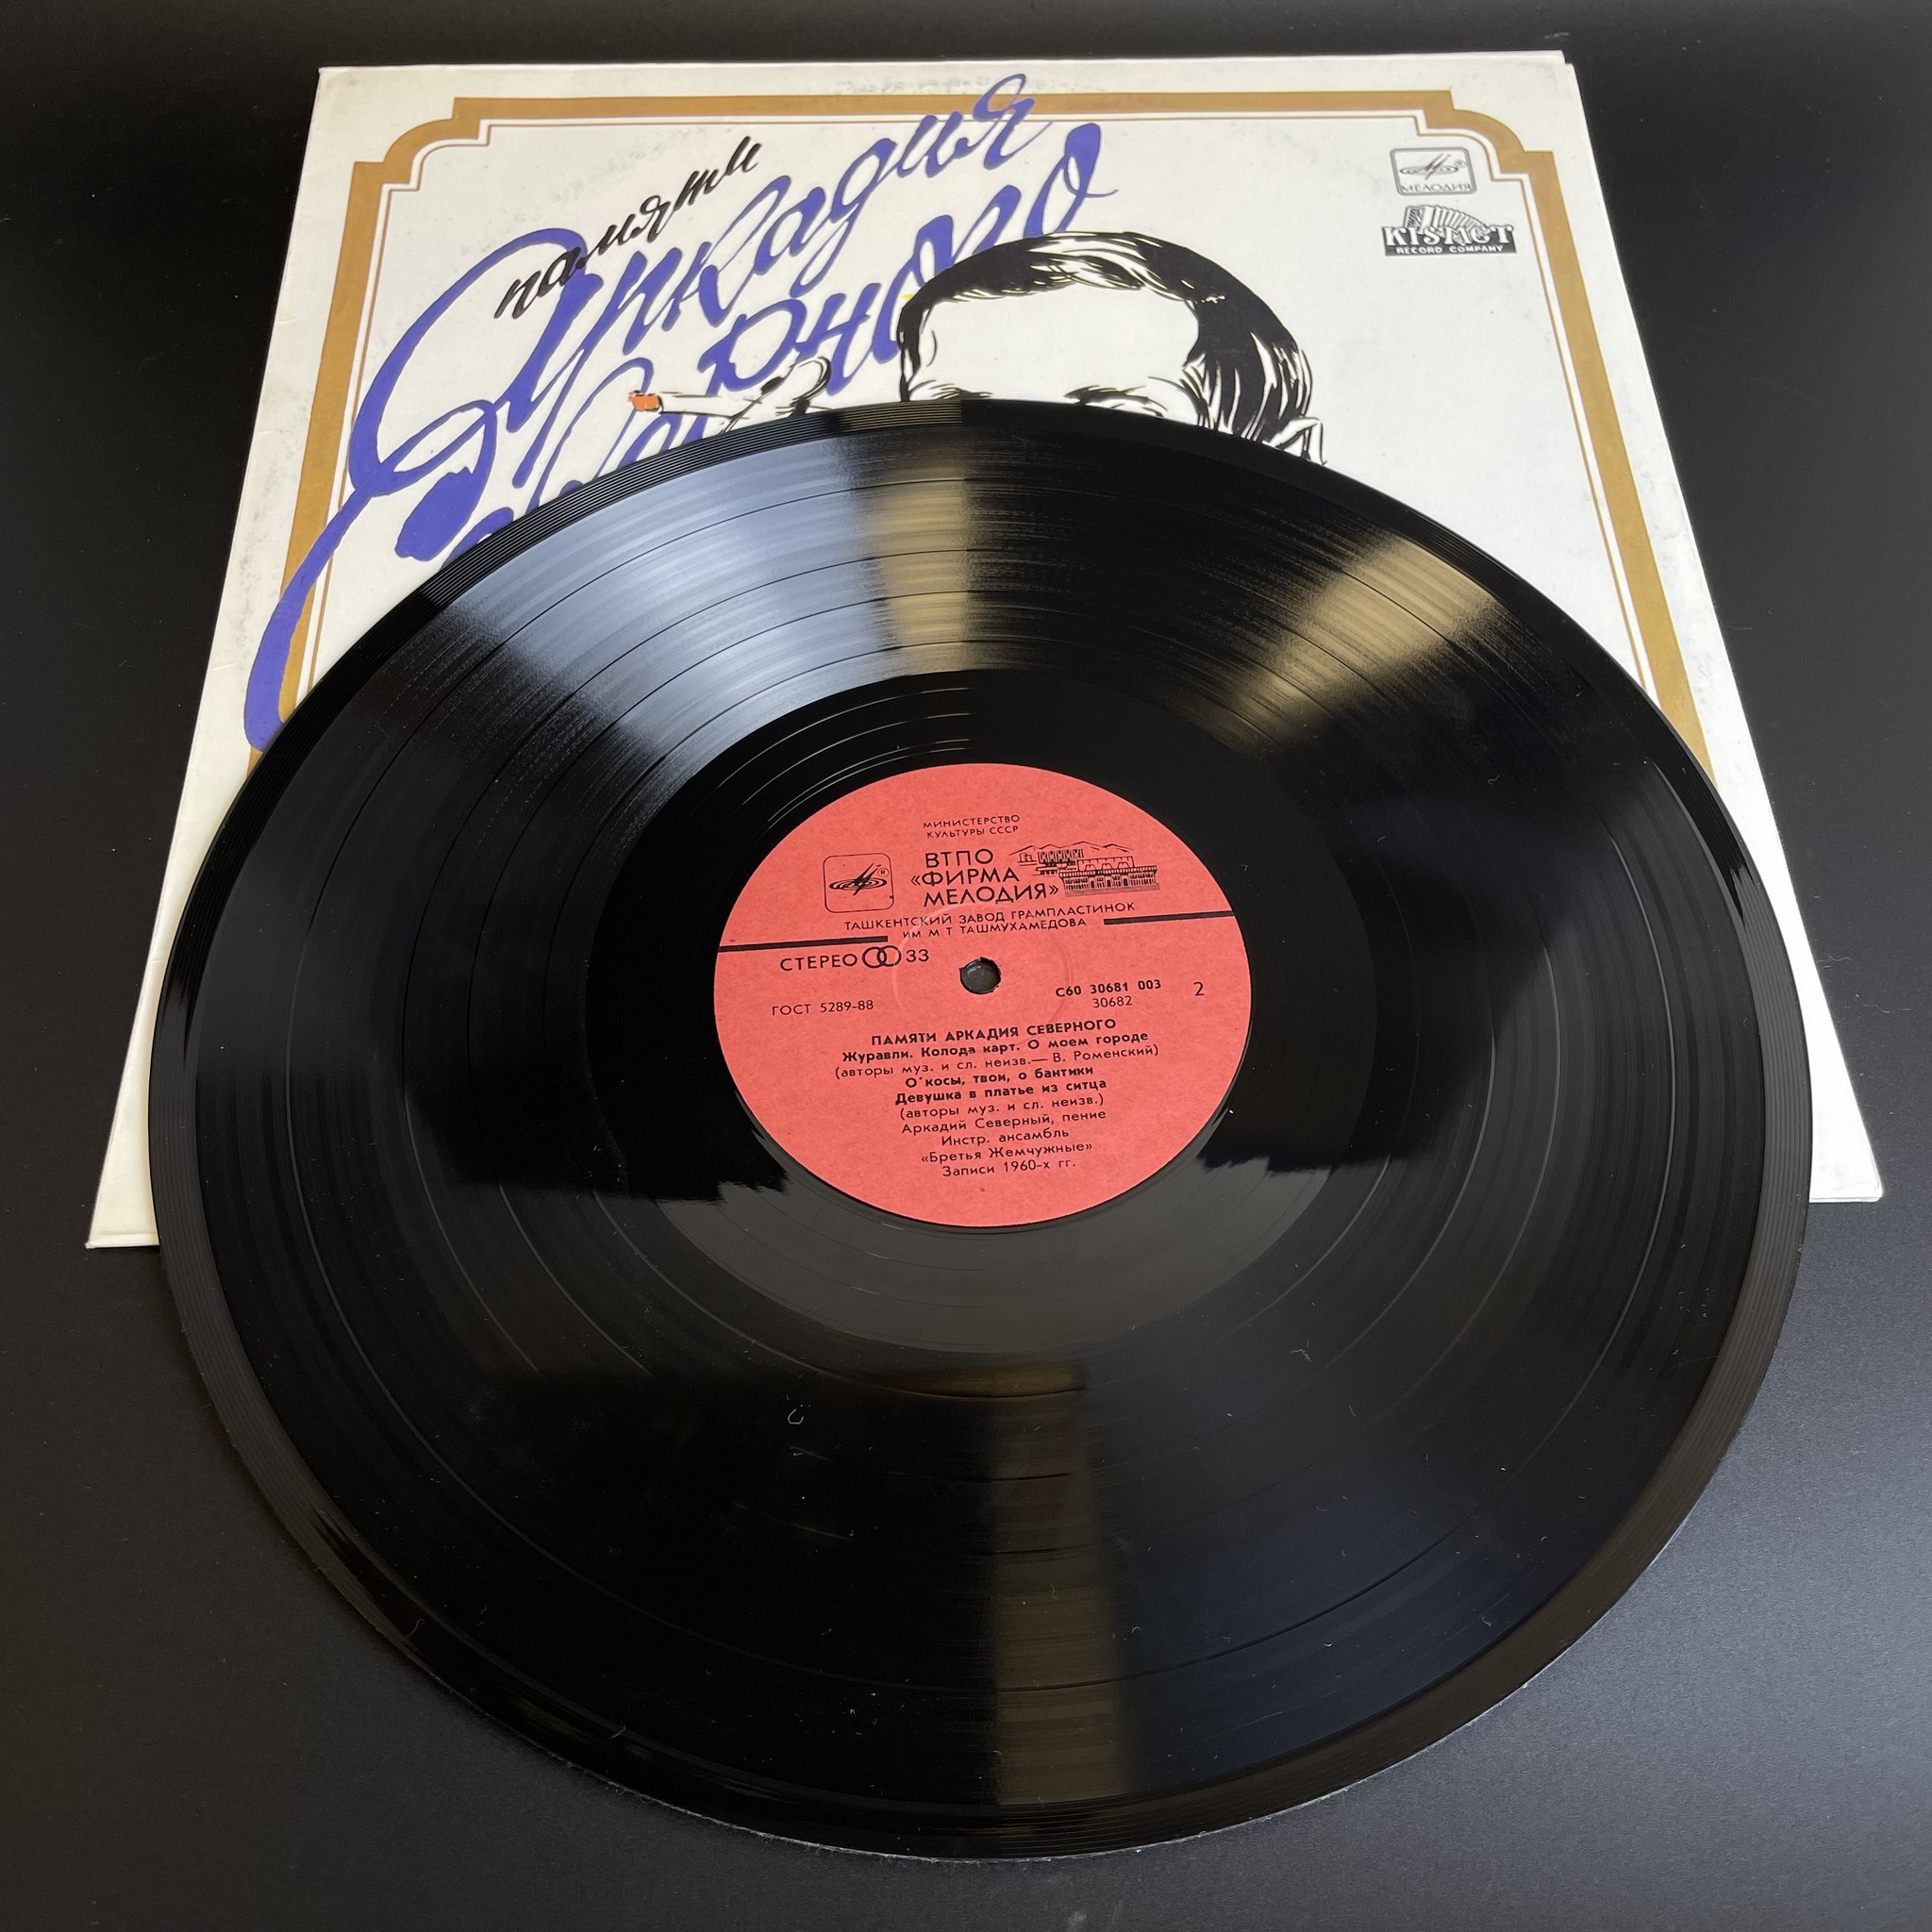 памяти
Аркадия
Северного
МЕЛОДИЯ
KISMET
RECORD COMPANY
МИНИСТЕРСТВО
КУЛЬТУРЫ СССР
ВТПО
«ФИРМА
МЕЛОДИЯ»
ТАШКЕНТСКИЙ ЗАВОД ГРАМПЛАСТИНОК
ИМ М Т ТАШМУХАМЕДОВА
СТЕРЕО 33
ГОСТ 5289-88
С60 30681 003
30682
2
ПАМЯТИ АРКАДИЯ СЕВЕРНОГО
Журавли. Колода карт. О моем городе
(авторы муз. и сл. неизв.— В. Роменский)
О'косы, твои, о бантики
Девушка в платье из ситца
(авторы муз. и сл. неизв.)
Аркадий Северный, пение
Инстр. ансамбль
«Бретья Жемчужные»
Записи 1960-х гг.